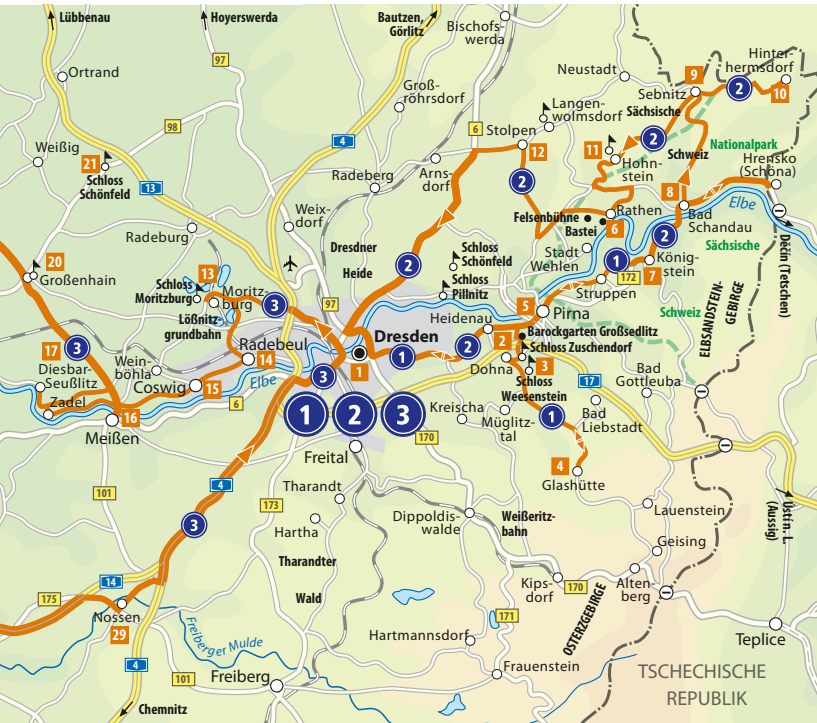 Lübbenau
Hoyerswerda
Bautzen,
Görlitz
Bischofs-
werda
97
Ortrand
Groß-
röhrsdorf
Neustadt
9
Sebnitz
Hinter-
hermsdorf
2
10
98
4
6
Stolpen
12
Langen-
wolmsdorf
Sächsische
2
Weißig
21
Schloss
Schönfeld
13
Radeberg
Arns-
dorf
11
Hohn-
stein
Schweiz
Nationalpark
Hrensko
(Schöna)
2
8
Radeburg
Weix-
dorf
Felsenbühne
Bastei
Rathen
6
Bad
Schandau
Elbe
Děčín (Tetschen)
20
Großenhain
13
Schloss
Moritzburg
Moritz-
burg
Dresdner
Heide
2
Schloss
Schönfeld
Schloss
Pillnitz
Stadt
Wehlen
1
2
König-
stein
7
172
Struppen
Sächsische
Schweiz
ELBSANDSTEIN-
GEBIRGE
3
97
Lößnitz-
grundbahn
5
Pirna
Heidenau
17
3
Diesbar-
Seußlitz
Wein-
böhla
Radebeul
14
Dresden
1
1
2
2
Barockgarten Großsedlitz
Schloss Zuschendorf
Dohna
3
Schloss
Weesenstein
Zadel
Coswig
15
Elbe
3
17
Bad
Gottleuba
16
Meißen
6
1
2
3
Kreischa
Müglitz-
tal
1
Bad
Liebstadt
170
Freital
4
Glashütte
101
4
173
Tharandt
Hartha
Dippoldis-
walde
Weißeritz-
bahn
Lauenstein
Ústí n. L.
(Aussig)
3
Geising
Tharandter
Wald
14
175
Nossen
29
Kips-
dorf
170
Alten-
berg
OSTERZGEBIRGE
171
Teplice
Freiberger Mulde
Hartmannsdorf
4
101
Freiberg
Frauenstein
TSCHECHISCHE
REPUBLIK
Chemnitz